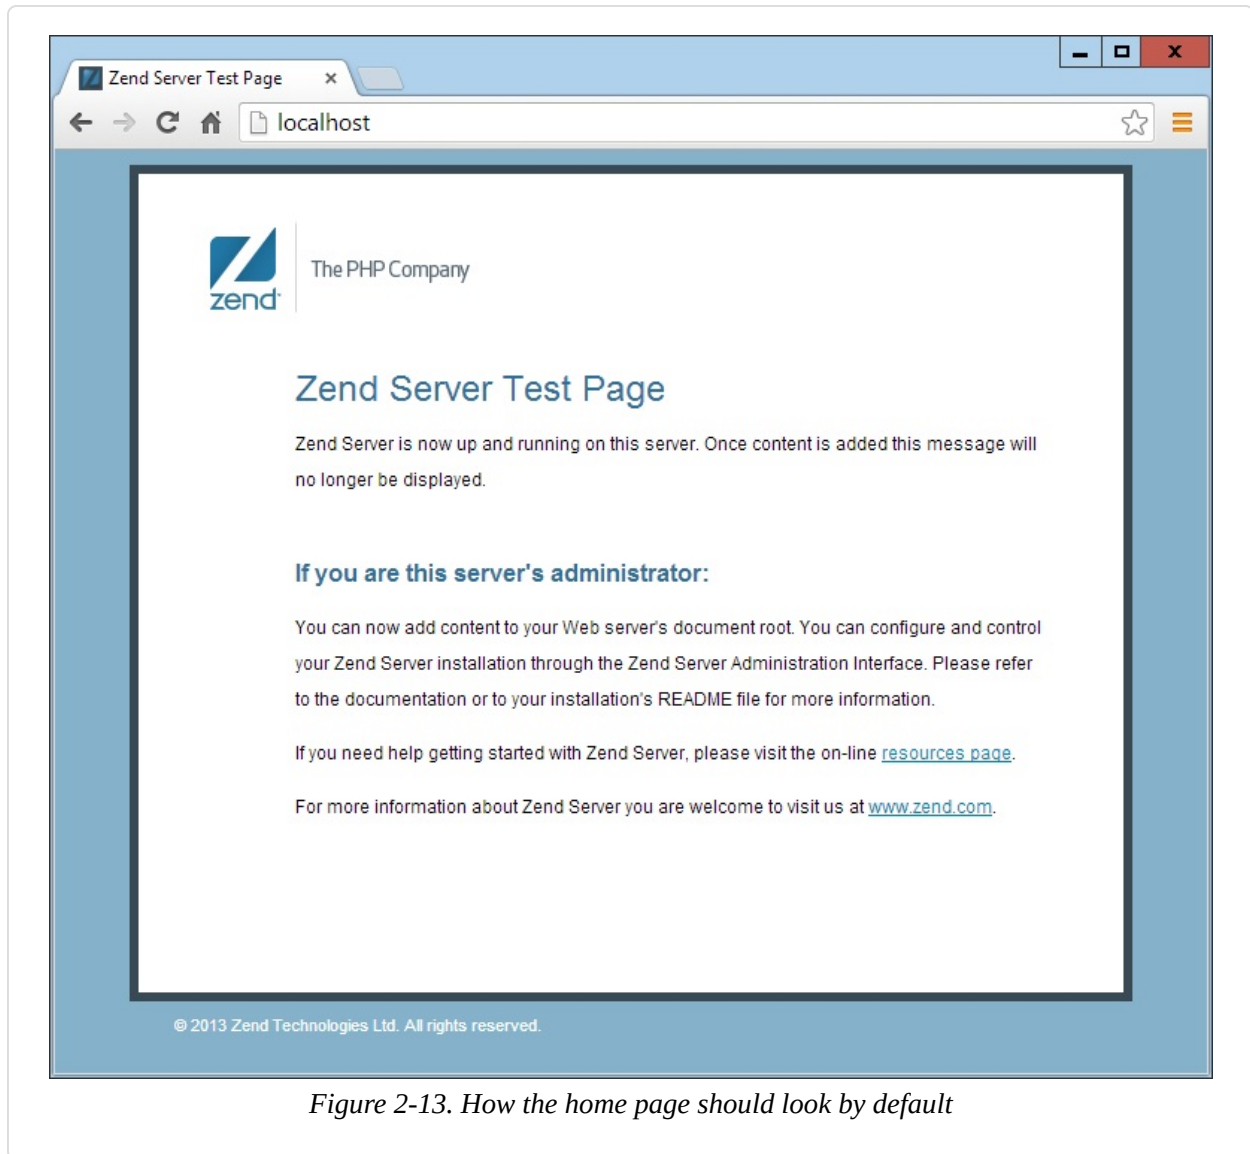 Zend Server Test Page
localhost
zend
The PHP Company
Zend Server Test Page
Zend Server is now up and running on this server. Once content is added this message will
no longer be displayed.
If you are this server's administrator:
You can now add content to your Web server's document root. You can configure and control
your Zend Server installation through the Zend Server Administration Interface. Please refer
to the documentation or to your installation's README file for more information.
If you need help getting started with Zend Server, please visit the on-line resources page.
For more information about Zend Server you are welcome to visit us at www.zend.com.
© 2013 Zend Technologies Ltd. All rights reserved.
Figure 2-13. How the home page should look by default